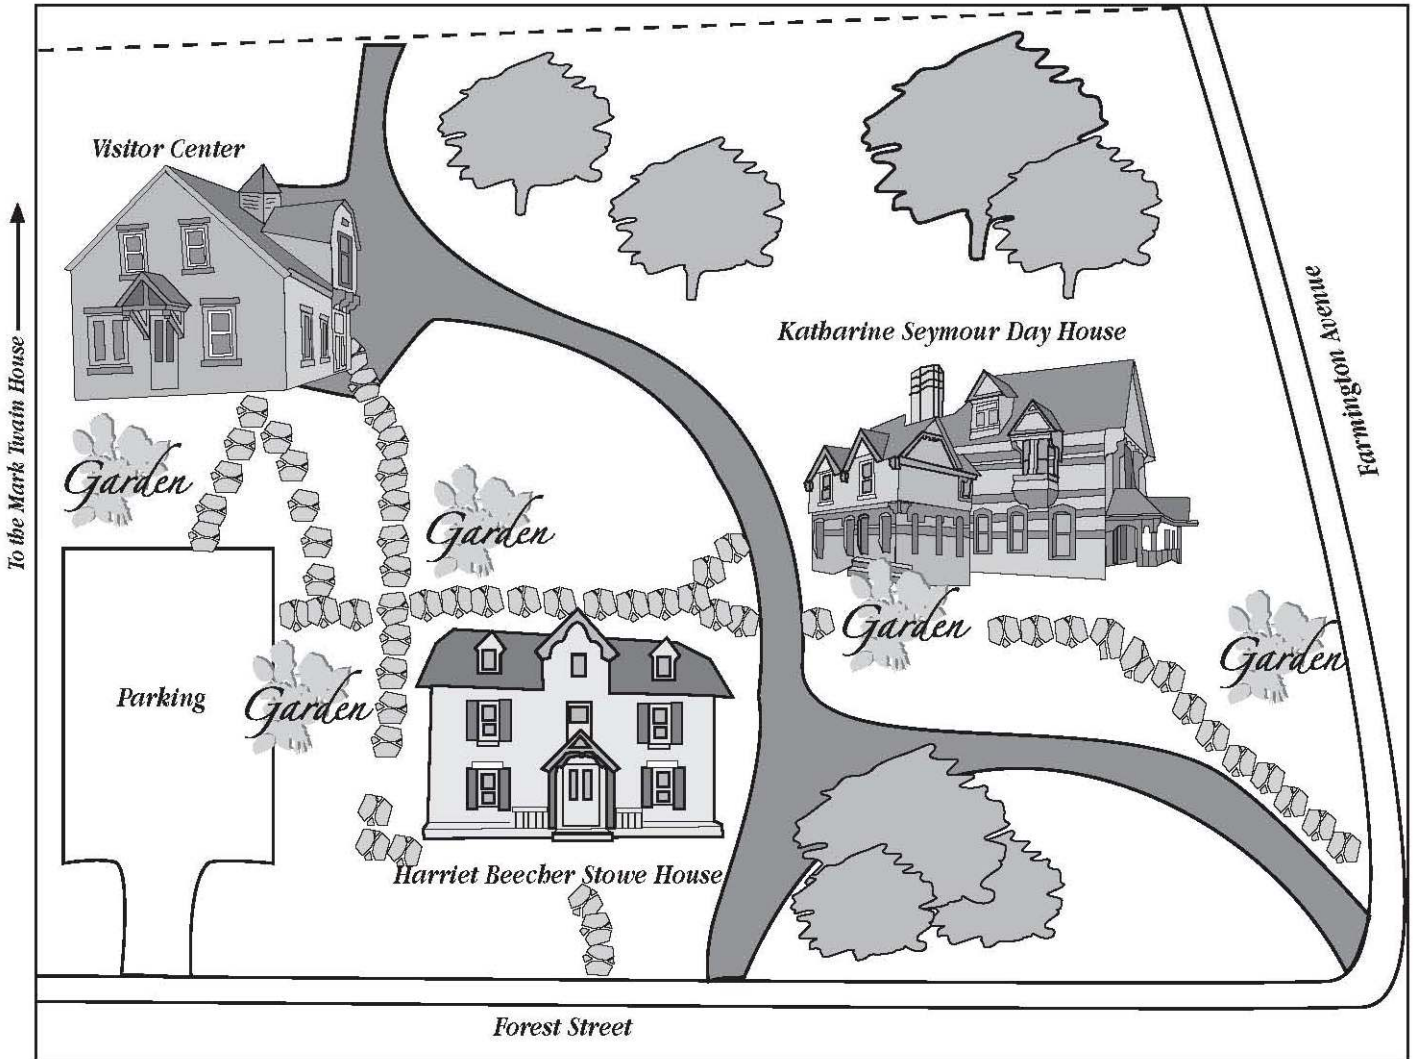 Visitor Center
To the Mark Twain House
Katharine Seymour Day House
Farmington Avenue
Garden
Garden
Garden
Garden
Garden
Parking
Harriet Beecher Stowe House
Forest Street